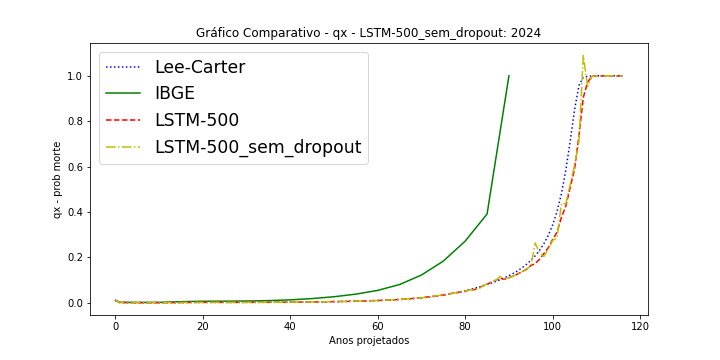 Gráfico Comparativo - qx - LSTM-500_sem_dropout: 2024
Lee-Carter
IBGE
LSTM-500
LSTM-500_sem_dropout
qx - prob morte
1.0
0.8
0.6
0.4
0.2
0.0
0 20 40 60 80 100 120
Anos projetados